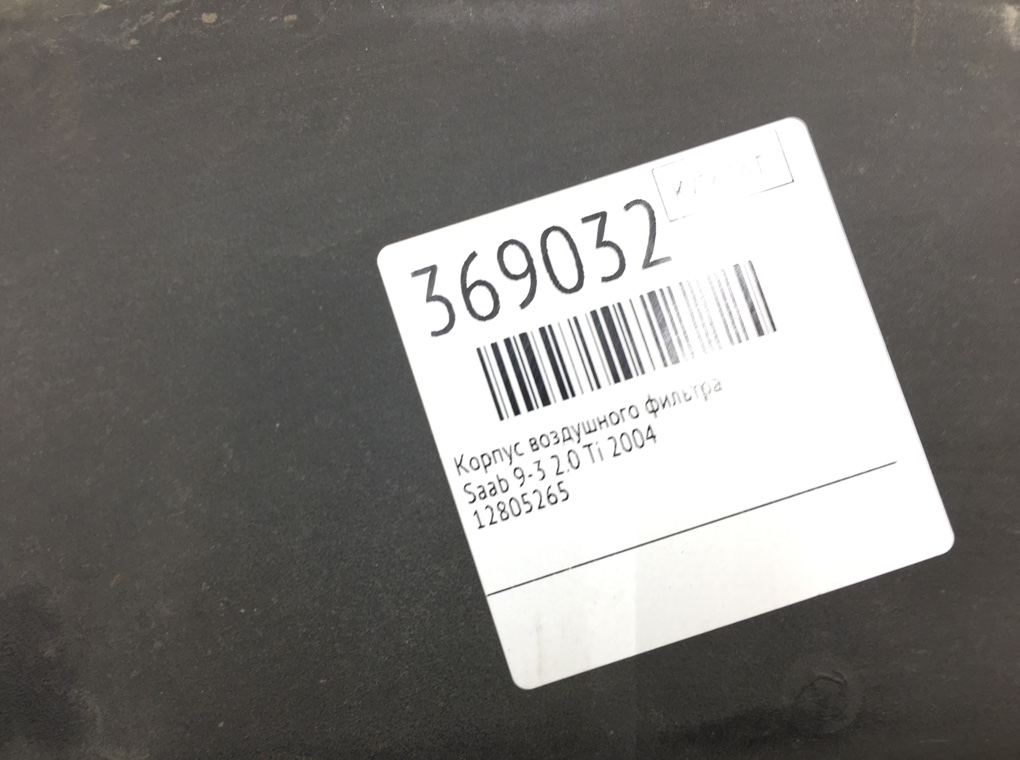 369032
Корпус воздушного фильтра
Saab 9-3 2.0 Ti 2004
12805265